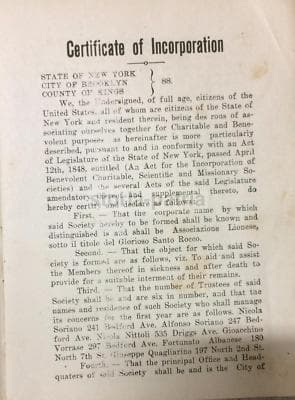 Certificate of Incorporation
STATE OF NEW YORK
CITY OF BROOKLYN
COUNTY OF KINGS
} ss.
We, the Undersigned, of full age, citizens of the
United States, all of whom are citizens of the State of
New York and resident therein, being des rous of as-
sociating ourselves together for Charitable and Bene-
volent purposes as hereinafter is more particularly
described, pursuant to and in conformity with an Act
of Legislature of the State of New York, passed April
12th, 1848, entitled (An Act for the Incorporation of
Benevolent Charitable, Scientific and Missionary So-
cieties) and the several Acts of the said Legislature
amendatory and supplemental thereto, do
hereby certify and
First. — That the corporate name by which
said Society hereby to be formed shall be known and
distinguished is and shall be Associazione Lionese,
sotto il titolo del Glorioso Santo Rocco.
Second. — That the object for which said So-
ciety is formed are as follows, viz. To aid and assist
the Members thereof in sickness and after death to
provide for a suitable interment of their remains.
Third. — That the number of Trustees of said
Society shall be and are six in number, and that the
names and residence of such Society who shall manage
its concerns for the first year are as follows. Nicola
Soriano 241 Bedford Ave. Alfonso Soriano 247 Bed-
ford Ave. Nicola Nittoli 535 Driggs Ave. Gioacchino
Vorrase 297 Bedford Ave. Fortunato Albanese 180
North 7th St. Giuseppe Quagliarino 197 North 2nd St.
Fourth. — That the principal Office and Head-
quaters of said Society shall be and is the City of